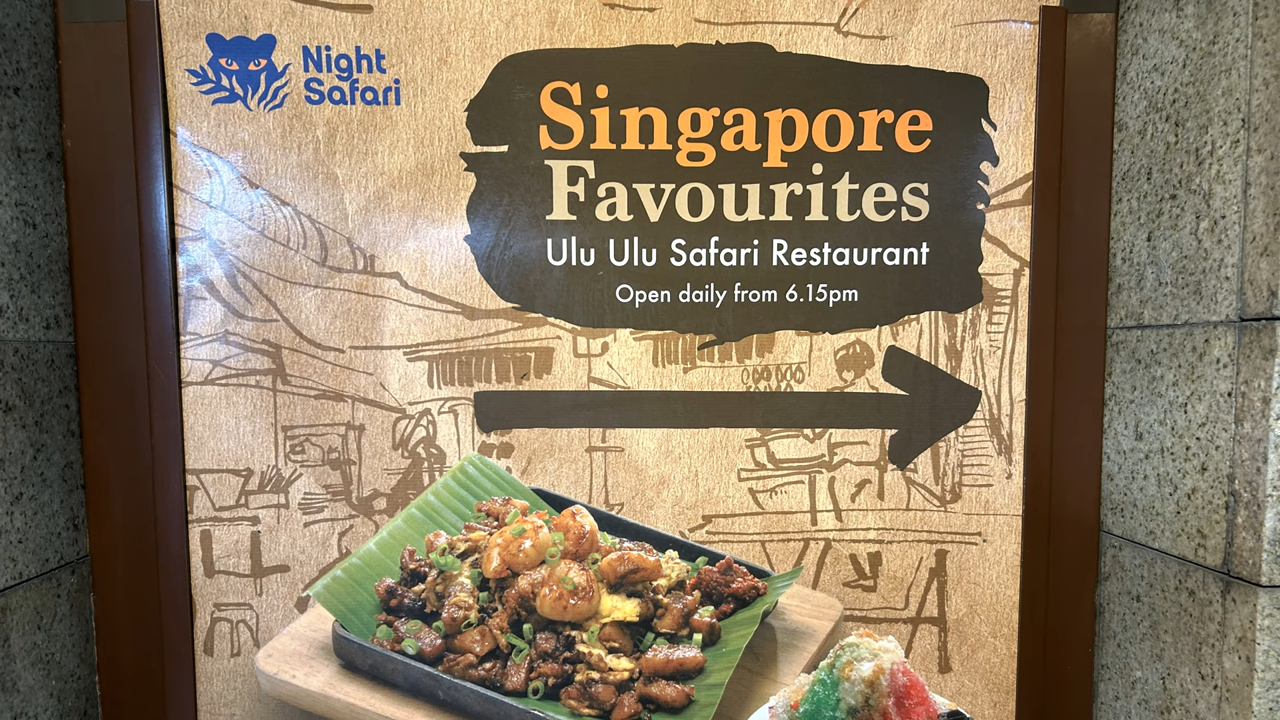 Night
Safari
Singapore
Favourites
Ulu Ulu Safari Restaurant
Open daily from 6.15pm